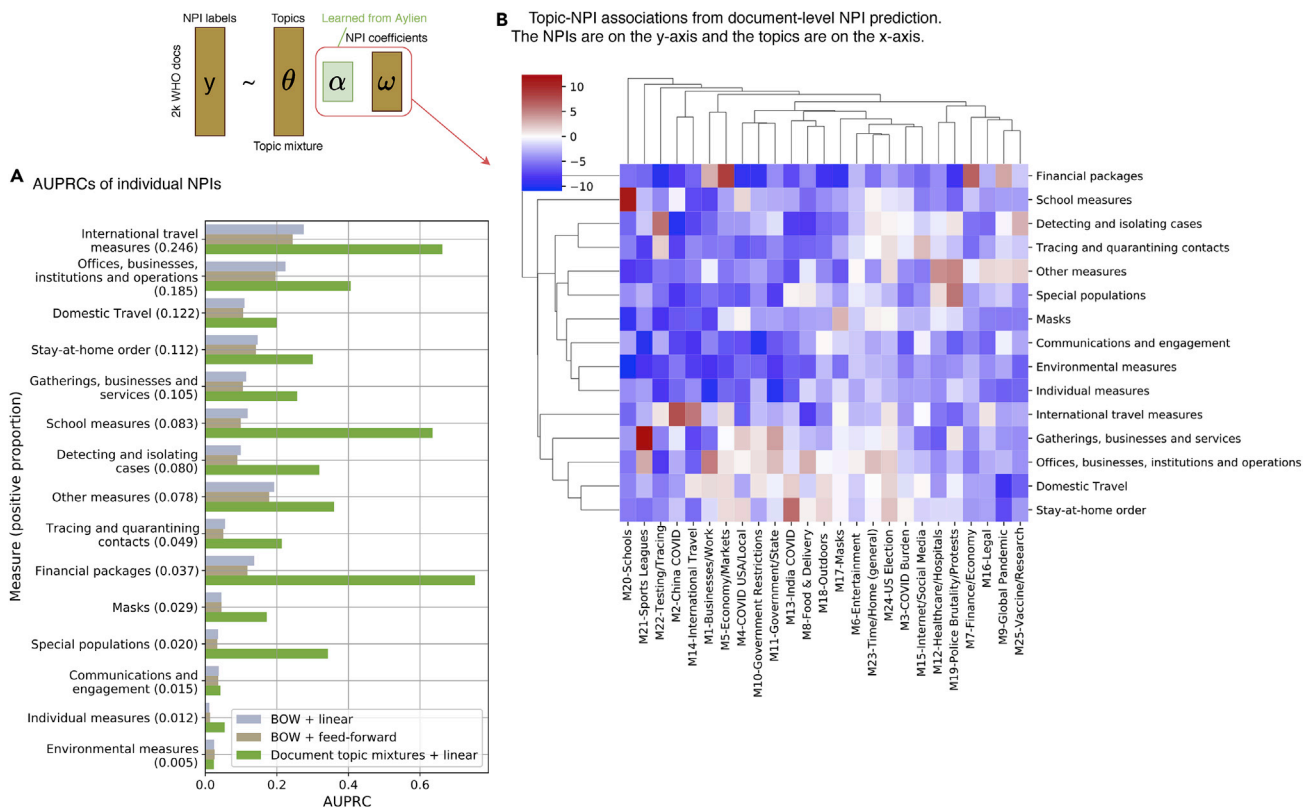 NPI labels
Topics
Learned from Aylien
NPI coefficients
2k WHO docs
y
~
θ
α
ω
Topic mixture
A AUPRCs of individual NPIs
Measure (positive proportion)
International travel
measures (0.246)
Offices, businesses,
institutions and operations
(0.185)
Domestic Travel (0.122)
Stay-at-home order (0.112)
Gatherings, businesses and
services (0.105)
School measures (0.083)
Detecting and isolating
cases (0.080)
Other measures (0.078)
Tracing and quarantining
contacts (0.049)
Financial packages (0.037)
Masks (0.029)
Special populations (0.020)
Communications and
engagement (0.015)
Individual measures (0.012)
Environmental measures
(0.005)
BOW + linear
BOW + feed-forward
Document topic mixtures + linear
0.0 0.2 0.4 0.6
AUPRC
B Topic-NPI associations from document-level NPI prediction.
The NPIs are on the y-axis and the topics are on the x-axis.
10
5
0
−5
−10
Financial packages
School measures
Detecting and isolating cases
Tracing and quarantining contacts
Other measures
Special populations
Masks
Communications and engagement
Environmental measures
Individual measures
International travel measures
Gatherings, businesses and services
Offices, businesses, institutions and operations
Domestic Travel
Stay-at-home order
M20-Schools
M21-Sports Leagues
M22-Testing/Tracing
M2-China COVID
M14-International Travel
M1-Businesses/Work
M5-Economy/Markets
M4-COVID USA/Local
M10-Government Restrictions
M11-Government/State
M13-India COVID
M8-Food & Delivery
M18-Outdoors
M17-Masks
M6-Entertainment
M23-Time/Home (general)
M24-US Election
M3-COVID Burden
M15-Internet/Social Media
M12-Healthcare/Hospitals
M19-Police Brutality/Protests
M7-Finance/Economy
M16-Legal
M9-Global Pandemic
M25-Vaccine/Research